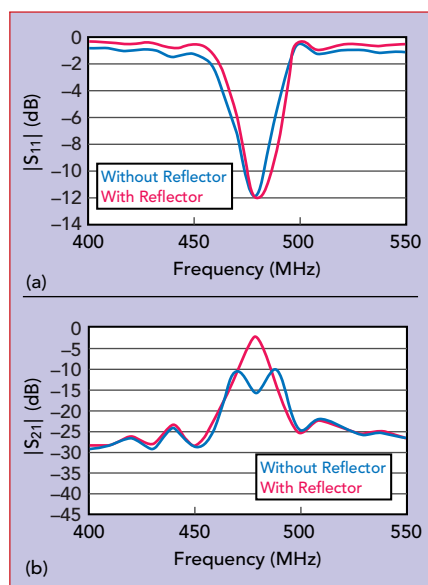 0
−2
−4
−6
−8
−10
−12
−14
|S11| (dB)
Without Reflector
With Reflector
400 450 500 550
Frequency (MHz)
(a)
0
−5
−10
−15
−20
−25
−30
−35
−40
−45
|S21| (dB)
Without Reflector
With Reflector
400 450 500 550
Frequency (MHz)
(b)